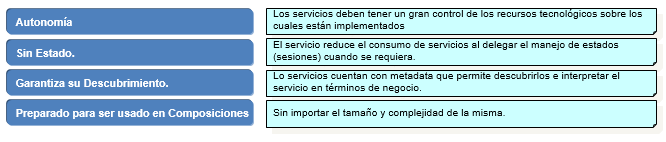 Autonomía
Los servicios deben tener un gran control de los recursos tecnológicos sobre los
cuales están implementados
Sin Estado.
El servicio reduce el consumo de servicios al delegar el manejo de estados
(sesiones) cuando se requiera.
Garantiza su Descubrimiento.
Lo servicios cuentan con metadata que permite descubrirlos e interpretar el
servicio en términos de negocio.
Preparado para ser usado en Composiciones
Sin importar el tamaño y complejidad de la misma.